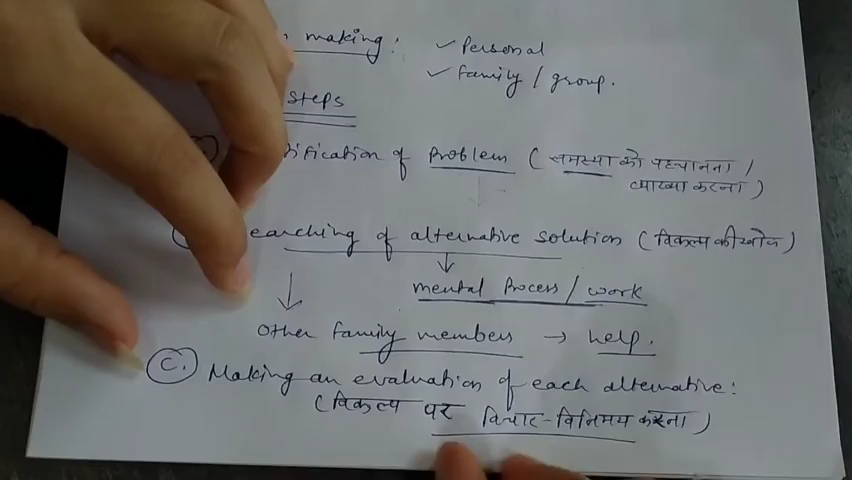 making: ✓ Personal
✓ family / group.
Steps
of Problem (समस्या को पहचानना /
व्याख्या करना)
earching of alternative solution (विकल्प की खोज)
↓
mental Process / work
↓
Other family members → help.
C. Making an evaluation of each alternative:
(विकल्प पर विचार-विनिमय करना)